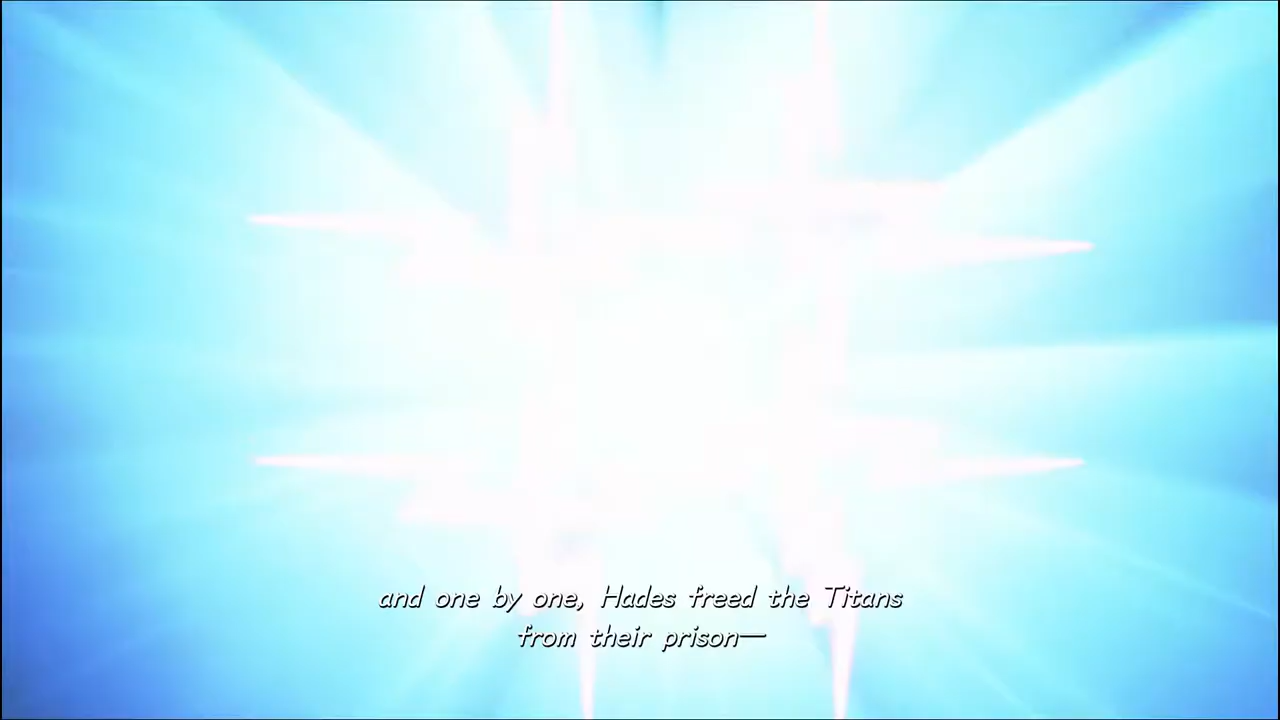 and one by one, Hades freed the Titans
from their prison—